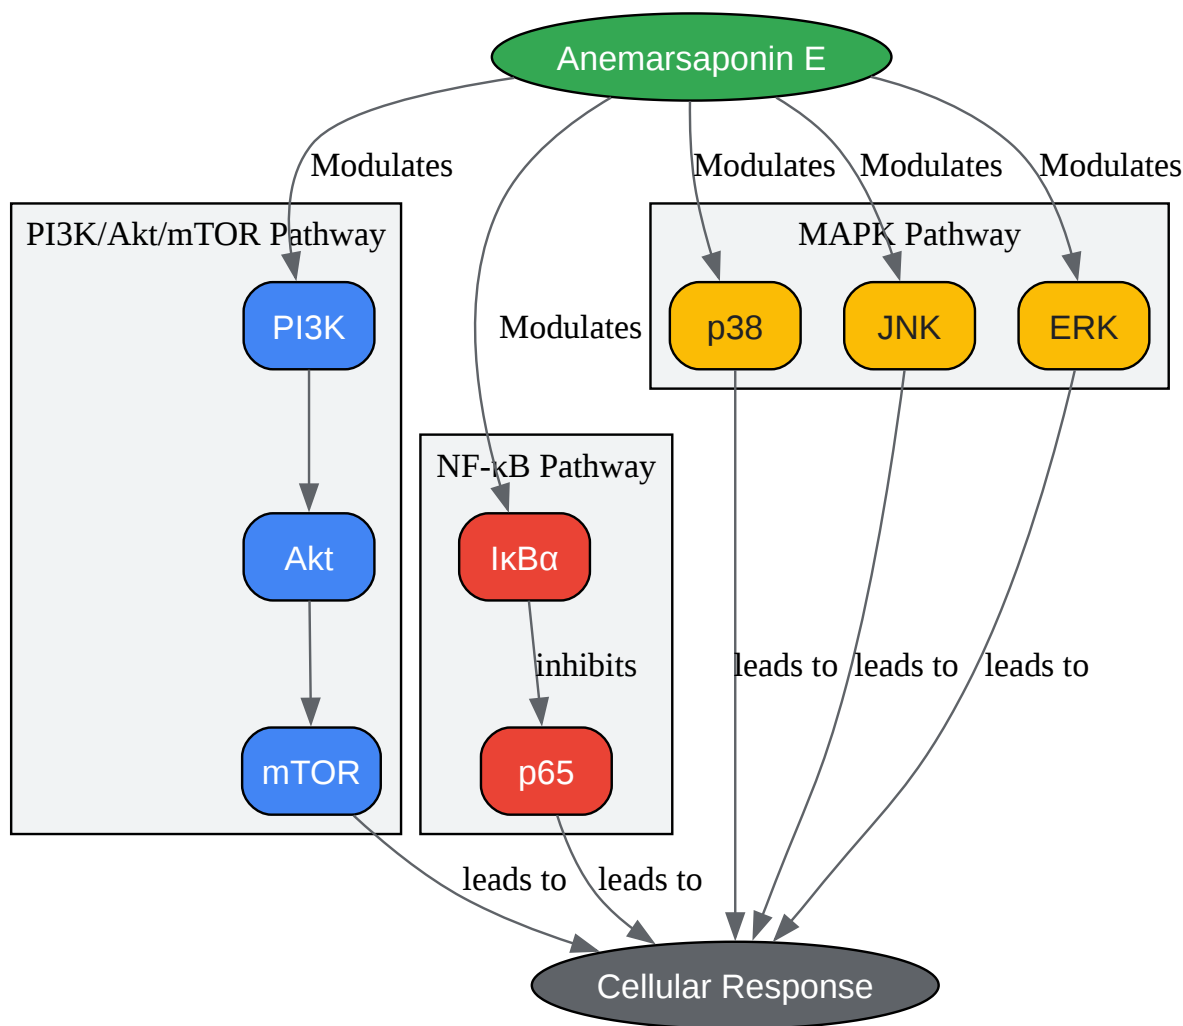 Anemarsaponin E
Modulates
Modulates
Modulates
Modulates
PI3K/Akt/mTOR Pathway
MAPK Pathway
PI3K
Modulates
p38
JNK
ERK
NF-κB Pathway
Akt
IκBα
inhibits
leads to
leads to
leads to
mTOR
p65
leads to
leads to
Cellular Response